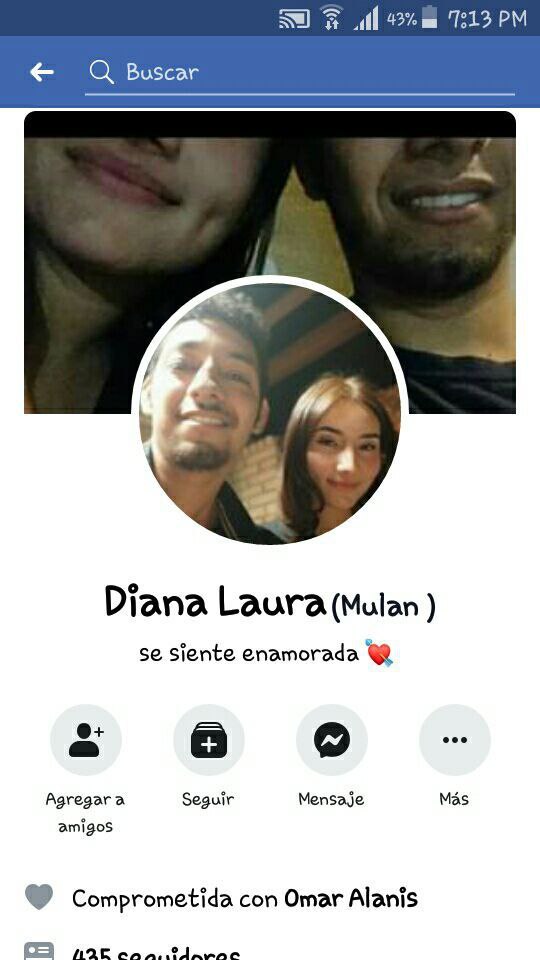 43% 7:13 PM
Buscar
Diana Laura (Mulan )
se siente enamorada
Agregar a
amigos
Seguir
Mensaje
Más
Comprometida con Omar Alanis
435 seguidores